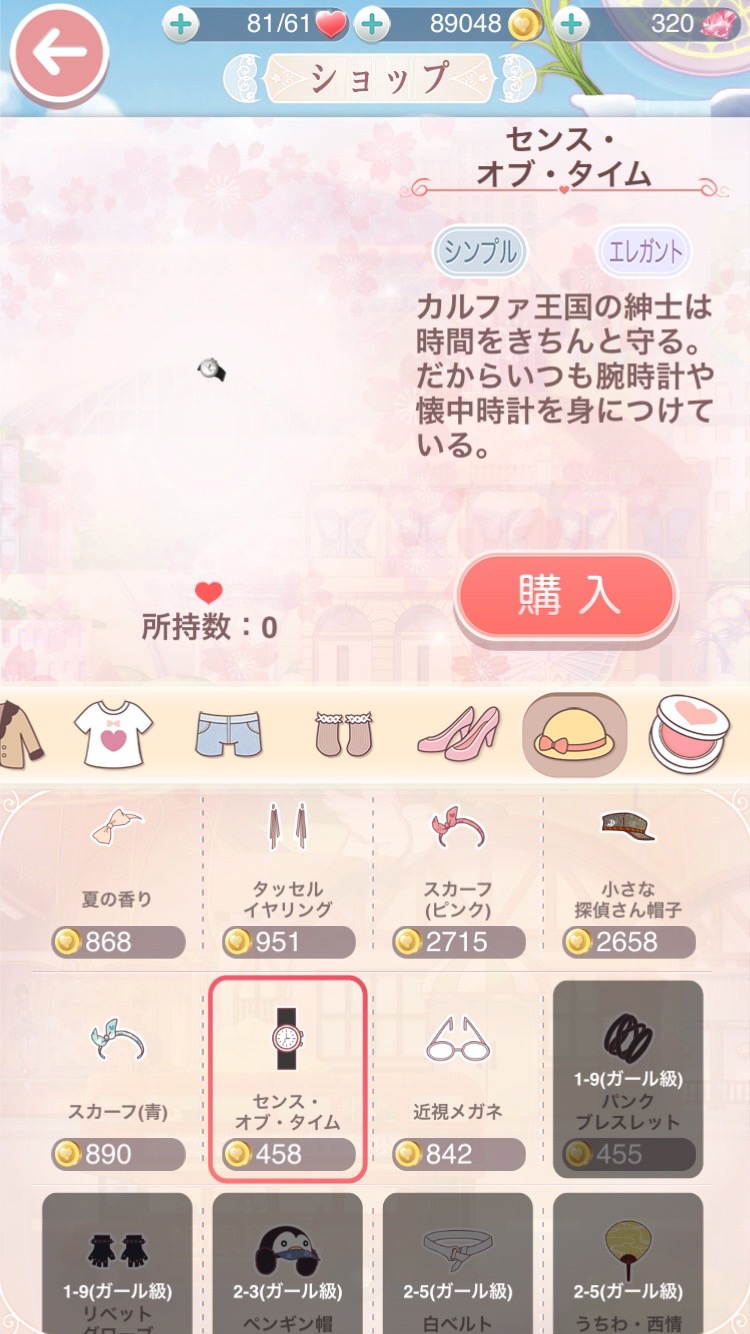 81/61
89048
320
ショップ
センス・
オブ・タイム
シンプル
エレガント
カルファ王国の紳士は
時間をきちんと守る。
だからいつも腕時計や
懐中時計を身につけて
いる。
所持数：0
購入
夏の香り
868
タッセル
イヤリング
951
スカーフ
(ピンク)
2715
小さな
探偵さん帽子
2658
スカーフ(青)
890
センス・
オブ・タイム
458
近視メガネ
842
1-9(ガール級)
パンク
ブレスレット
455
1-9(ガール級)
リベット
グローブ
2-3(ガール級)
ペンギン帽
2-5(ガール級)
白ベルト
2-5(ガール級)
うちわ・西情